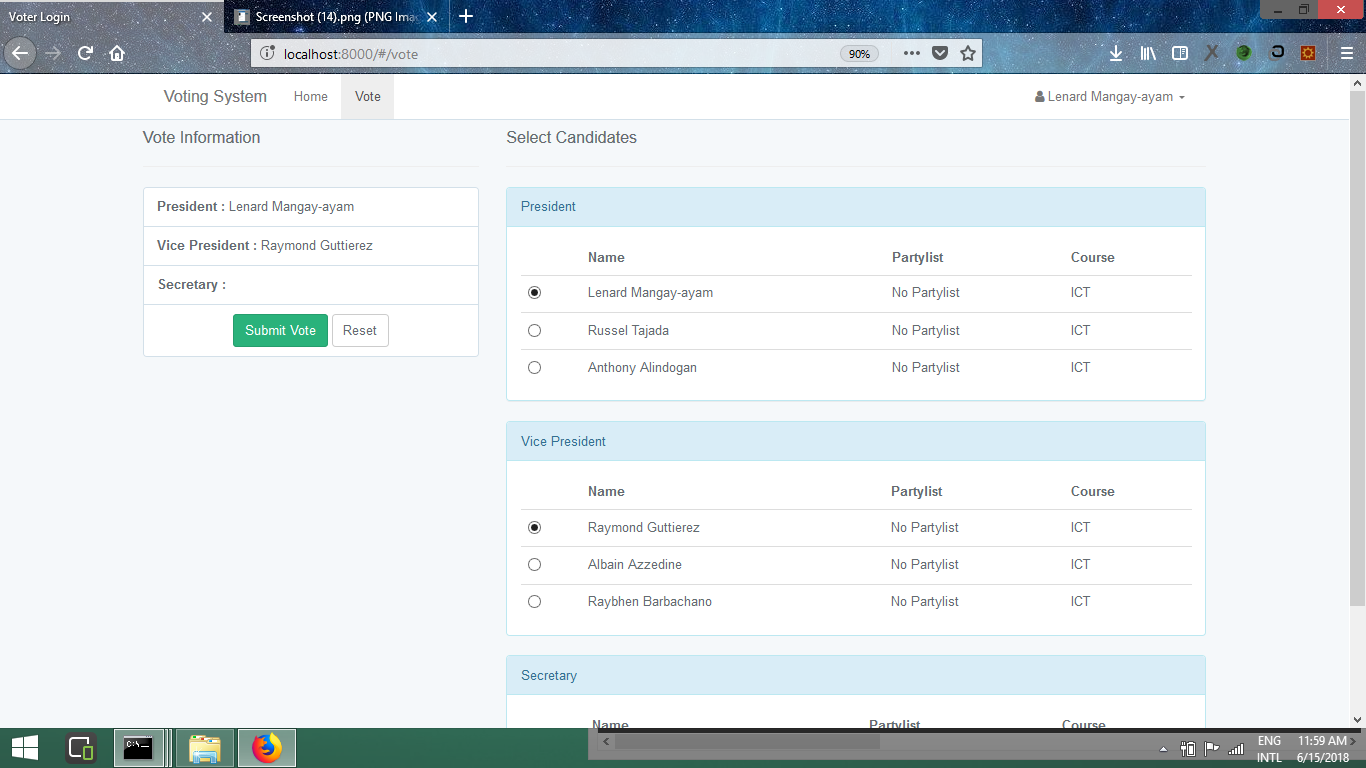 Voter Login
Screenshot (14).png (PNG Imag
localhost:8000/#/vote
90%
Voting System Home Vote Lenard Mangay-ayam
Vote Information
President : Lenard Mangay-ayam
Vice President : Raymond Guttierez
Secretary :
Submit Vote Reset
Select Candidates
President
Name Partylist Course
Lenard Mangay-ayam No Partylist ICT
Russel Tajada No Partylist ICT
Anthony Alindogan No Partylist ICT
Vice President
Name Partylist Course
Raymond Guttierez No Partylist ICT
Albain Azzedine No Partylist ICT
Raybhen Barbachano No Partylist ICT
Secretary
Name Partylist Course
C:\
ENG 11:59 AM
INTL 6/15/2018